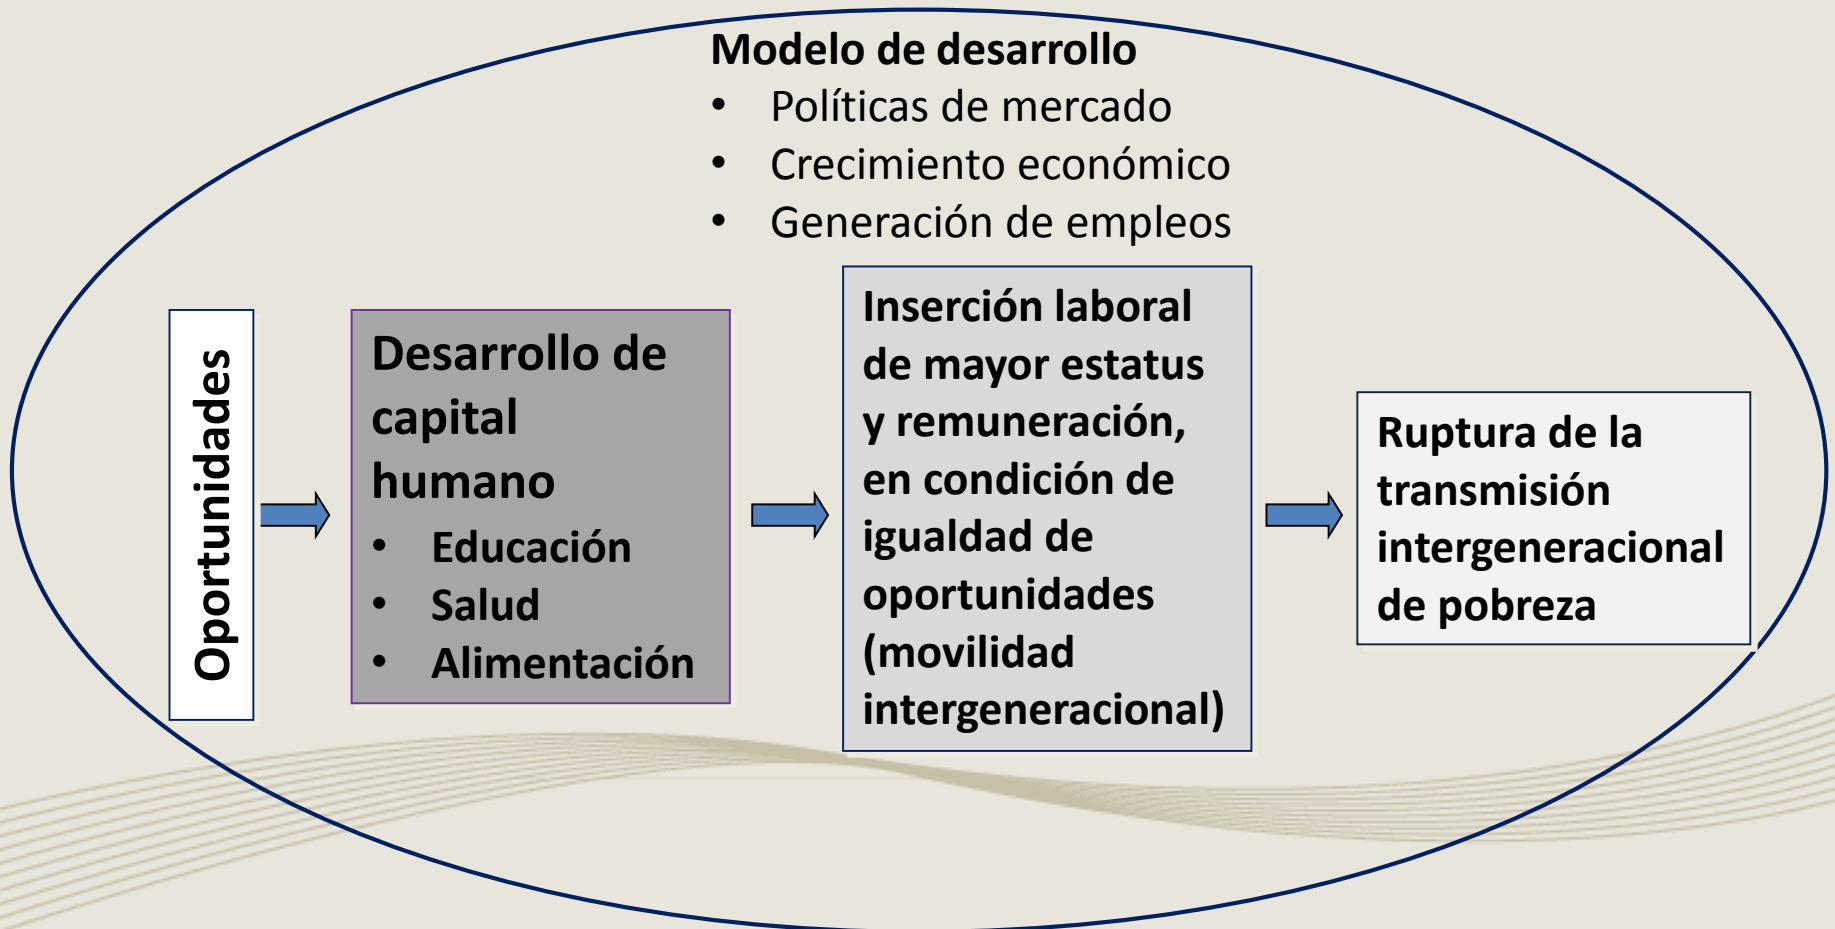 Modelo de desarrollo
• Políticas de mercado
• Crecimiento económico
• Generación de empleos
Oportunidades
Desarrollo de
capital
humano
• Educación
• Salud
• Alimentación
Inserción laboral
de mayor estatus
y remuneración,
en condición de
igualdad de
oportunidades
(movilidad
intergeneracional)
Ruptura de la
transmisión
intergeneracional
de pobreza